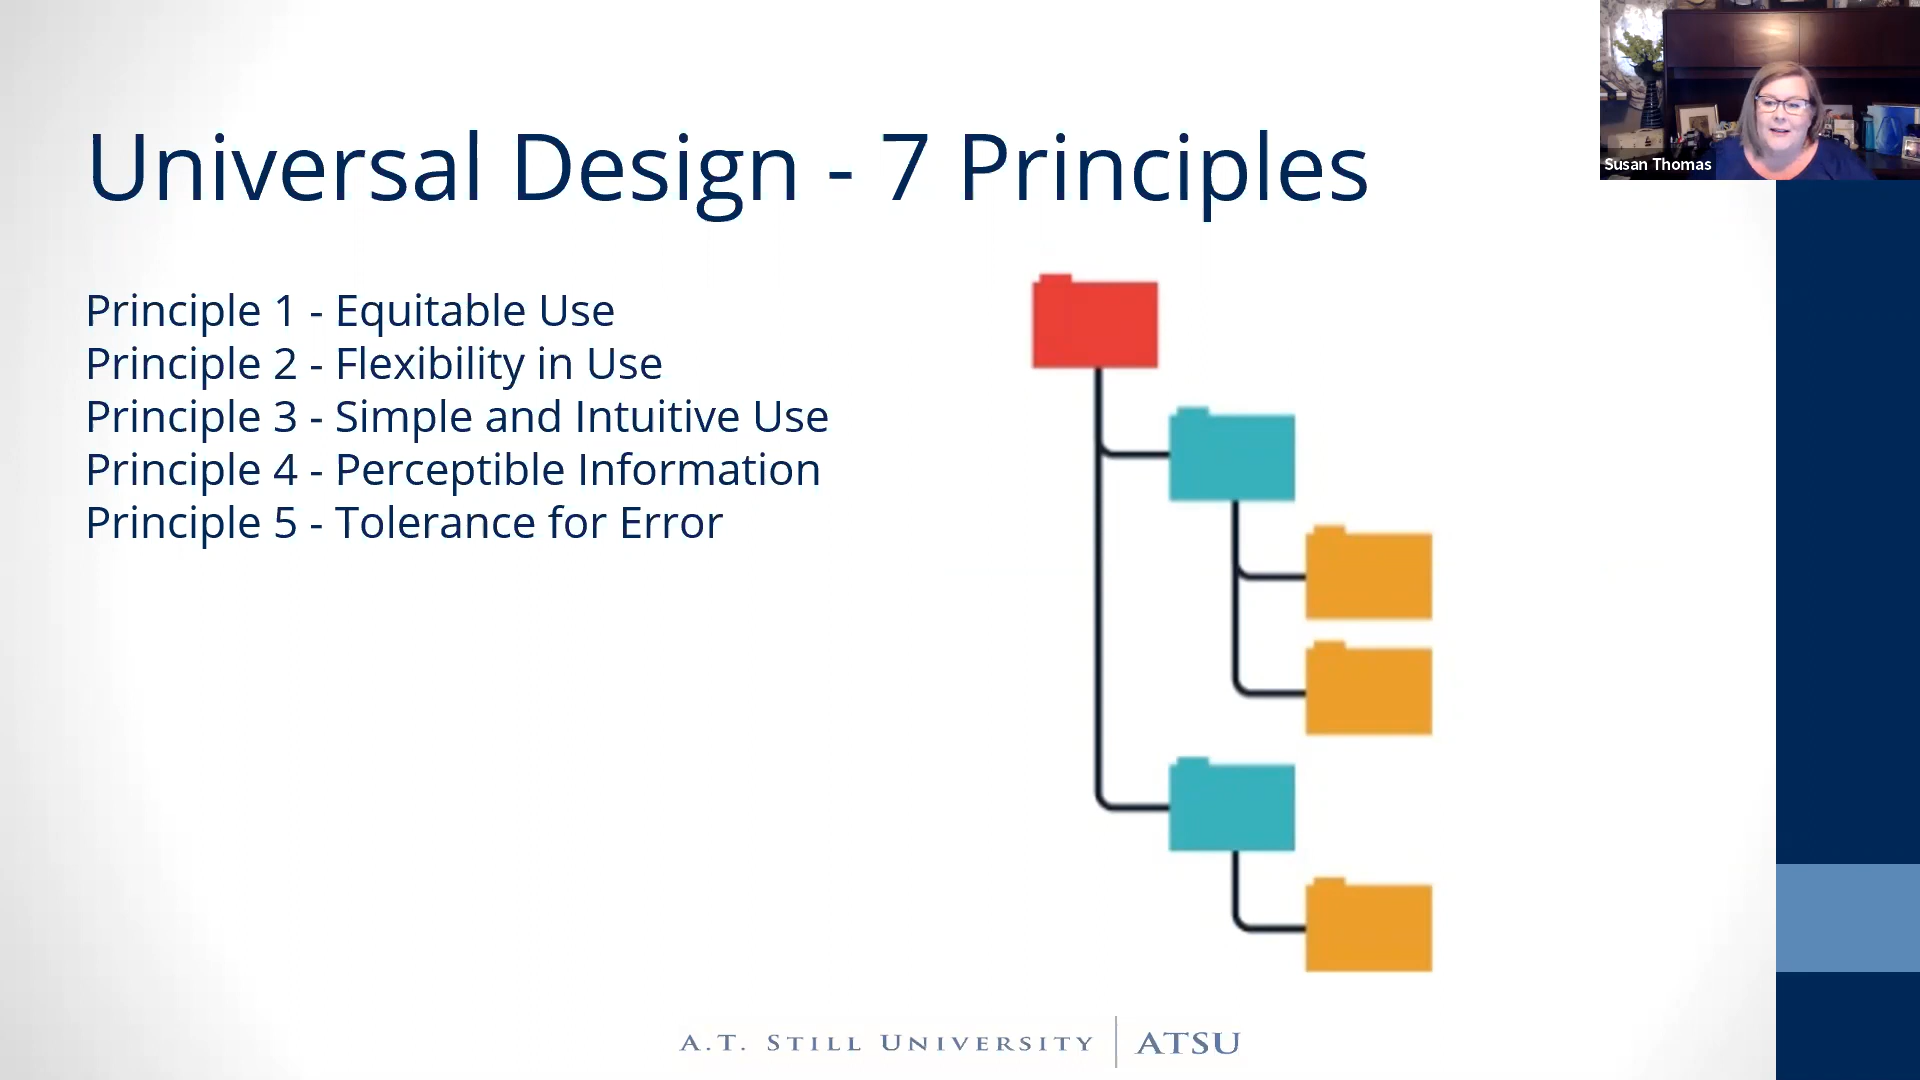 Universal Design - 7 Principles
Susan Thomas
Principle 1 - Equitable Use
Principle 2 - Flexibility in Use
Principle 3 - Simple and Intuitive Use
Principle 4 - Perceptible Information
Principle 5 - Tolerance for Error
A.T. STILL UNIVERSITY ATSU